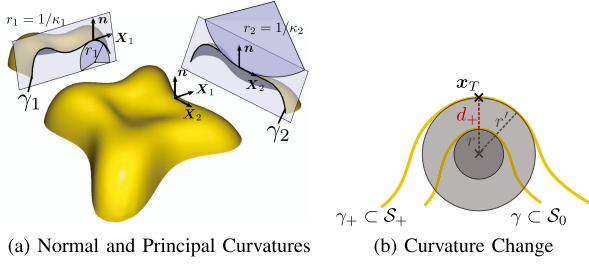 r₁ = 1/κ₁
n
X₁
r₁
γ₁
r₂ = 1/κ₂
n
X₂
γ₂
n
X₁
X₂
(a) Normal and Principal Curvatures
x_T
d₊
r'
r
γ₊ ⊂ S₊
γ ⊂ S₀
(b) Curvature Change